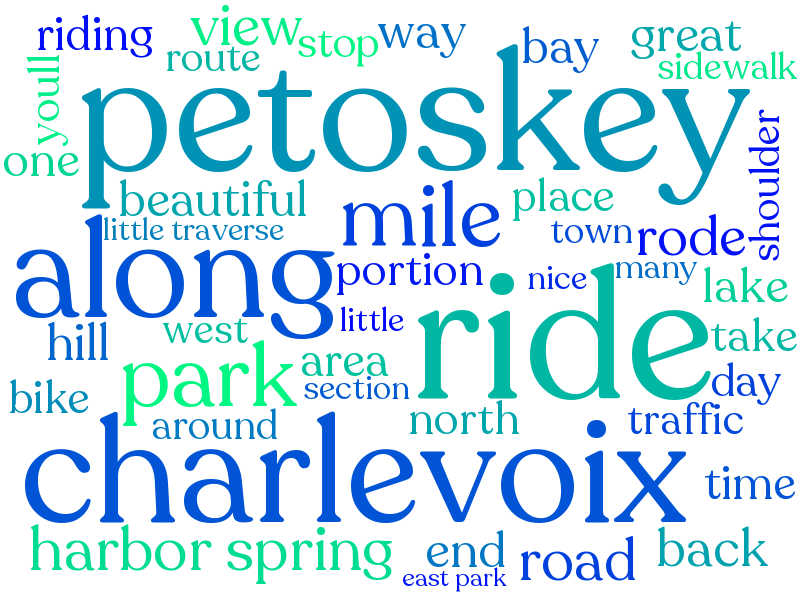 riding
view
stop
way
bay
great
route
sidewalk
youll
one
petoskey
shoulder
beautiful
little traverse
mile
place
town
rode
along
portion
nice
many
lake
hill
west
little
ride
take
park
area
section
day
bike
around
north
traffic
charlevoix
time
harbor spring
end
road
back
east park